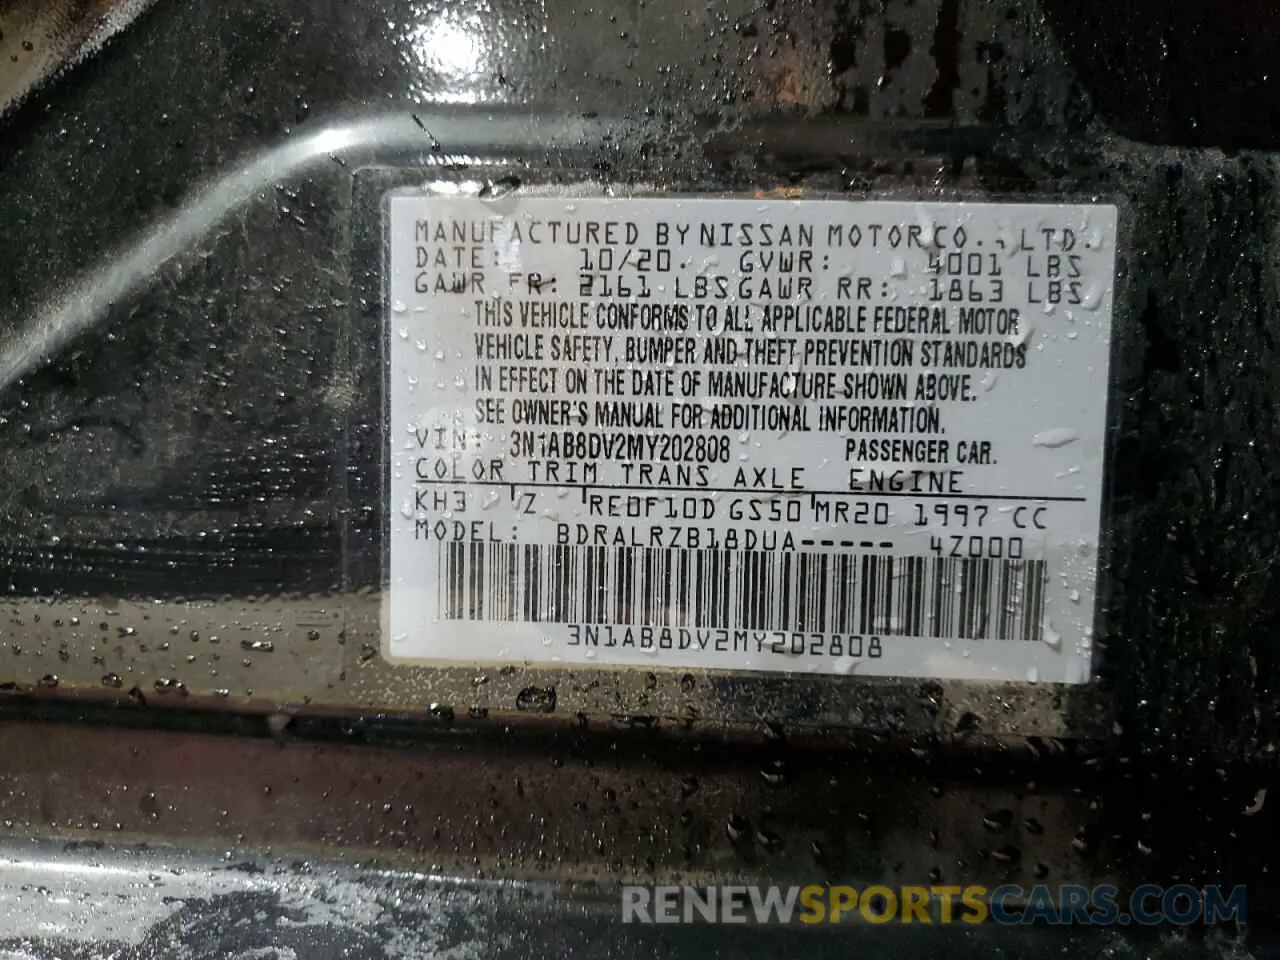 MANUFACTURED BY NISSAN MOTOR CO., LTD.
DATE: 10/20. GVWR: 4001 LBS
GAWR FR: 2161 LBS GAWR RR: 1863 LBS
THIS VEHICLE CONFORMS TO ALL APPLICABLE FEDERAL MOTOR
VEHICLE SAFETY, BUMPER AND THEFT PREVENTION STANDARDS
IN EFFECT ON THE DATE OF MANUFACTURE SHOWN ABOVE.
SEE OWNER'S MANUAL FOR ADDITIONAL INFORMATION.
VIN: 3N1AB8DV2MY202808 PASSENGER CAR.
COLOR TRIM TRANS AXLE ENGINE
KH3 Z RE0F10D GS50 MR20 1997 CC
MODEL: BDRALRZB18DUA----- 4Z000
3N1AB8DV2MY202808
RENEWSPORTSCARS.COM